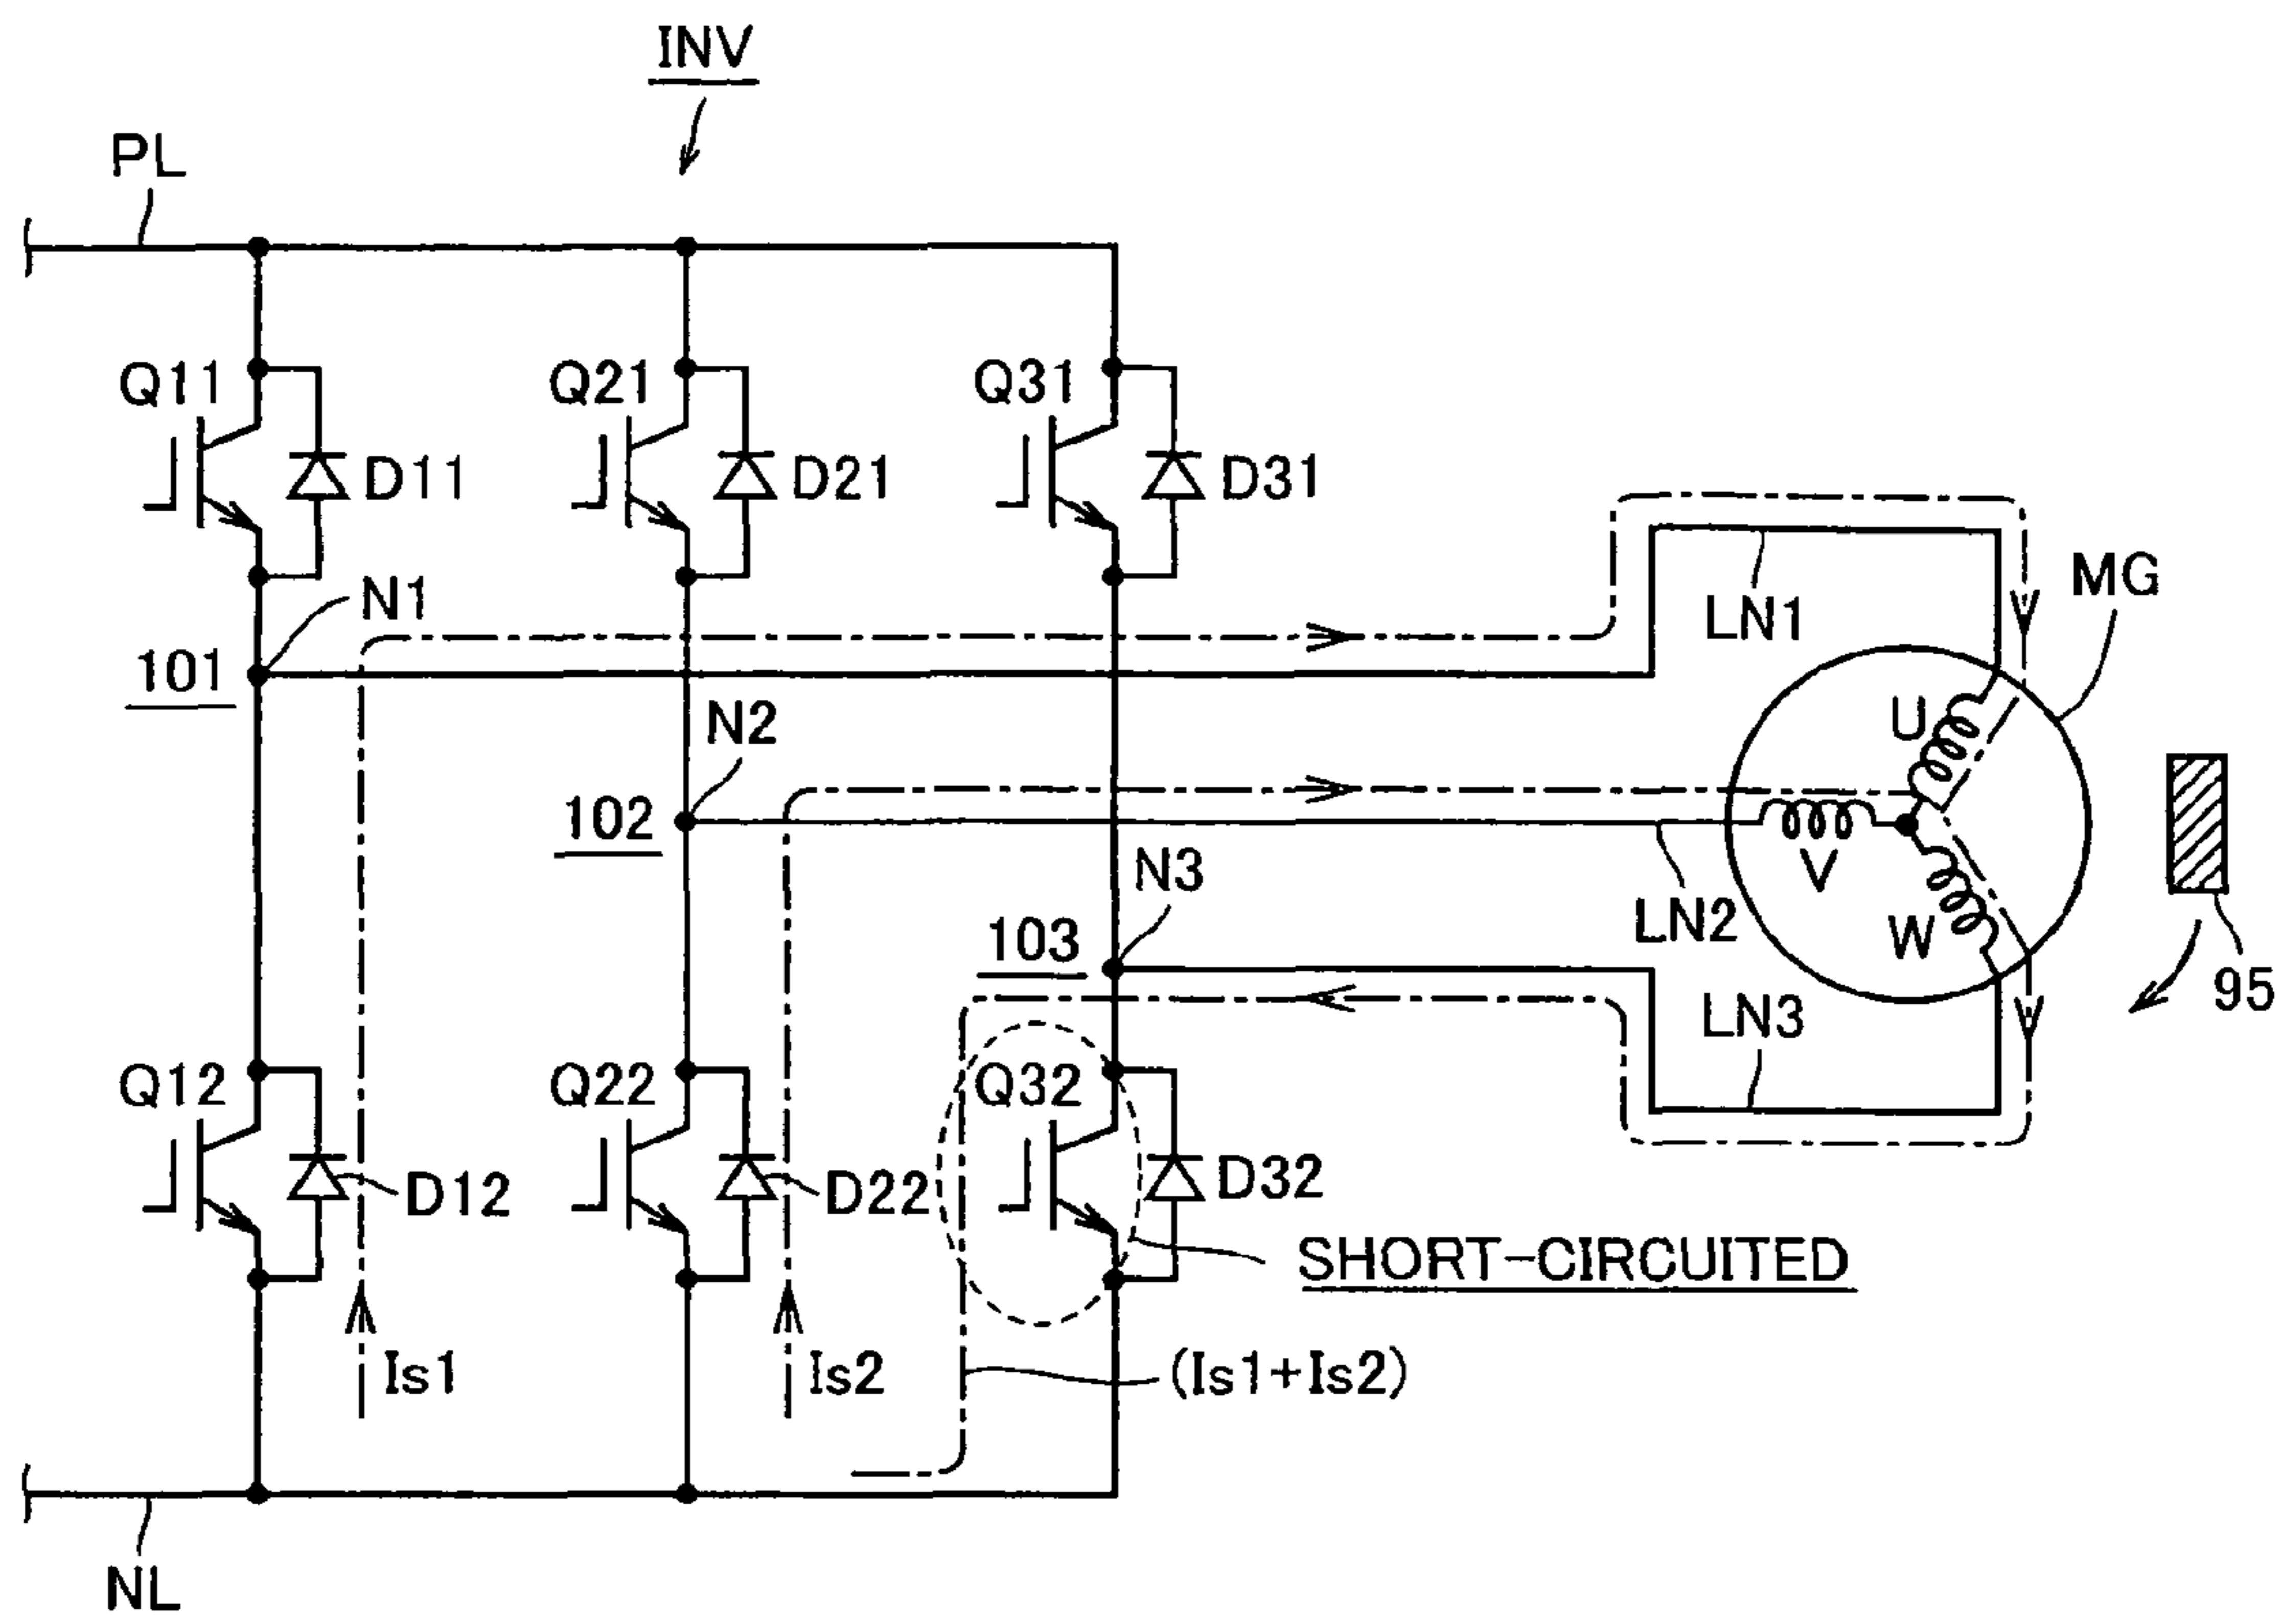 INV
PL
Q11
Q21
Q31
D11
D21
D31
N1
LN1
MG
101
U
N2
102
V
N3
LN2
W
103
95
LN3
Q12
Q22
Q32
D12
D22
D32
SHORT-CIRCUITED
Is1
Is2
(Is1+Is2)
NL